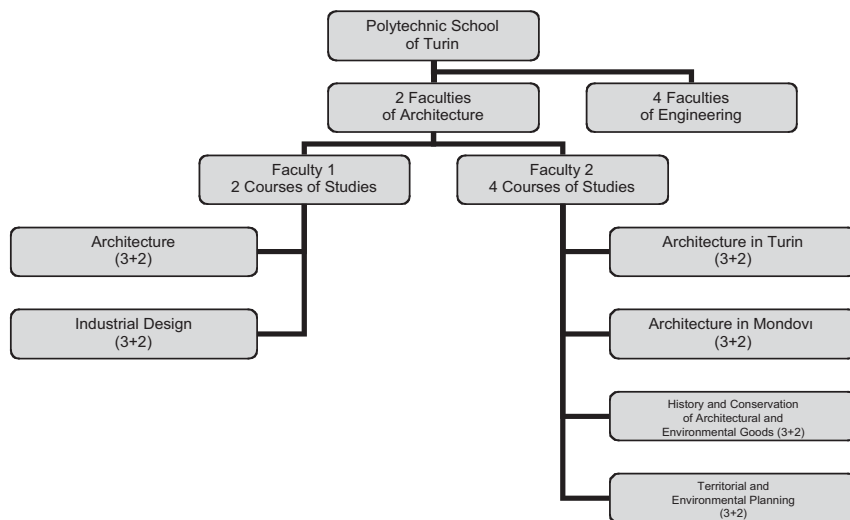 Polytechnic School
of Turin
2 Faculties
of Architecture
4 Faculties
of Engineering
Faculty 1
2 Courses of Studies
Faculty 2
4 Courses of Studies
Architecture
(3+2)
Architecture in Turin
(3+2)
Industrial Design
(3+2)
Architecture in Mondovı
(3+2)
History and Conservation
of Architectural and
Environmental Goods (3+2)
Territorial and
Environmental Planning
(3+2)